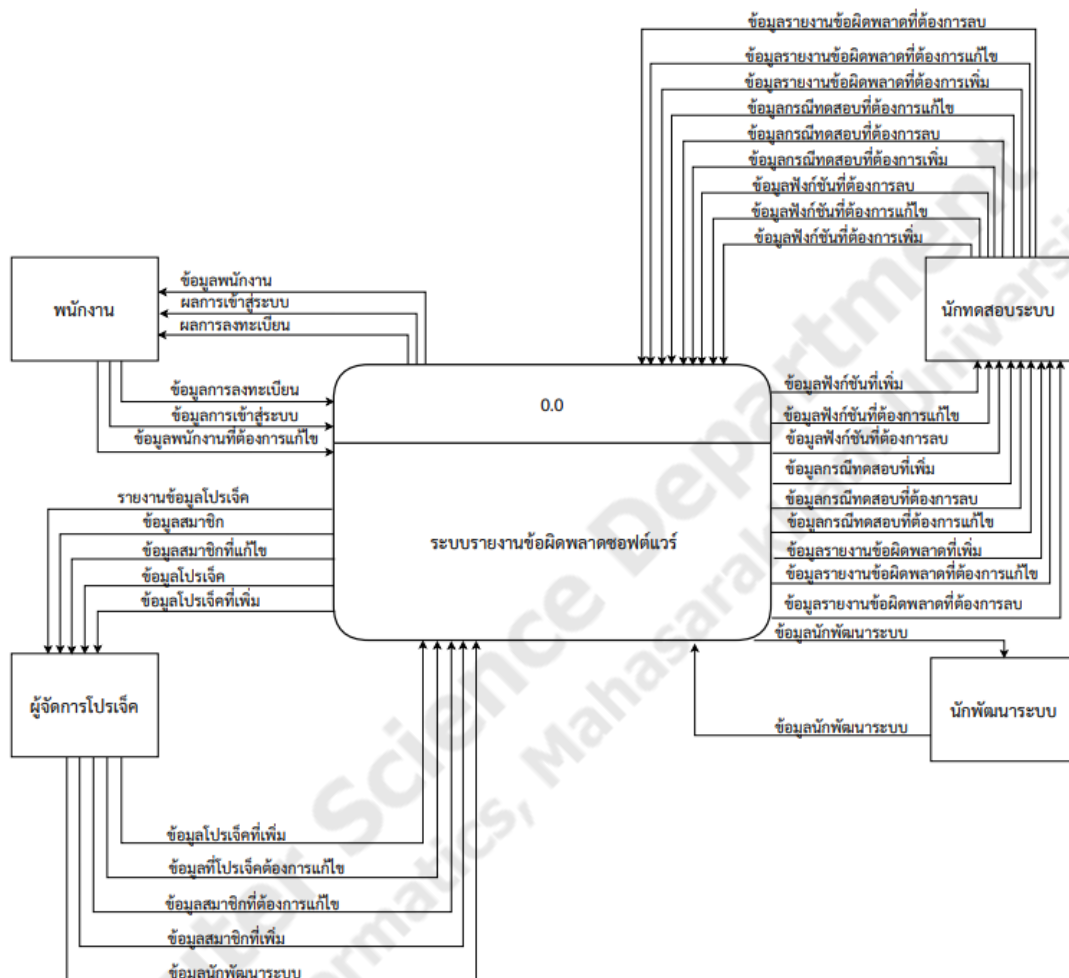 ข้อมูลรายงานข้อผิดพลาดที่ต้องการลบ
ข้อมูลรายงานข้อผิดพลาดที่ต้องการแก้ไข
ข้อมูลรายงานข้อผิดพลาดที่ต้องการเพิ่ม
ข้อมูลกรณีทดสอบที่ต้องการแก้ไข
ข้อมูลกรณีทดสอบที่ต้องการลบ
ข้อมูลกรณีทดสอบที่ต้องการเพิ่ม
ข้อมูลฟังก์ชันที่ต้องการลบ
ข้อมูลฟังก์ชันที่ต้องการแก้ไข
ข้อมูลฟังก์ชันที่ต้องการเพิ่ม
พนักงาน
ข้อมูลพนักงาน
ผลการเข้าสู่ระบบ
ผลการลงทะเบียน
นักทดสอบระบบ
ข้อมูลการลงทะเบียน
ข้อมูลการเข้าสู่ระบบ
ข้อมูลพนักงานที่ต้องการแก้ไข
0.0
ระบบรายงานข้อผิดพลาดซอฟต์แวร์
ข้อมูลฟังก์ชันที่เพิ่ม
ข้อมูลฟังก์ชันที่ต้องการแก้ไข
ข้อมูลฟังก์ชันที่ต้องการลบ
ข้อมูลกรณีทดสอบที่เพิ่ม
ข้อมูลกรณีทดสอบที่ต้องการลบ
ข้อมูลกรณีทดสอบที่ต้องการแก้ไข
ข้อมูลรายงานข้อผิดพลาดที่เพิ่ม
ข้อมูลรายงานข้อผิดพลาดที่ต้องการแก้ไข
ข้อมูลรายงานข้อผิดพลาดที่ต้องการลบ
รายงานข้อมูลโปรเจ็ค
ข้อมูลสมาชิก
ข้อมูลสมาชิกที่แก้ไข
ข้อมูลโปรเจ็ค
ข้อมูลโปรเจ็คที่เพิ่ม
ผู้จัดการโปรเจ็ค
ข้อมูลนักพัฒนาระบบ
นักพัฒนาระบบ
ข้อมูลนักพัฒนาระบบ
ข้อมูลโปรเจ็คที่เพิ่ม
ข้อมูลที่โปรเจ็คต้องการแก้ไข
ข้อมูลสมาชิกที่ต้องการแก้ไข
ข้อมูลสมาชิกที่เพิ่ม
ข้อมูลนักพัฒนาระบบ
Science Department
Mahasarakham